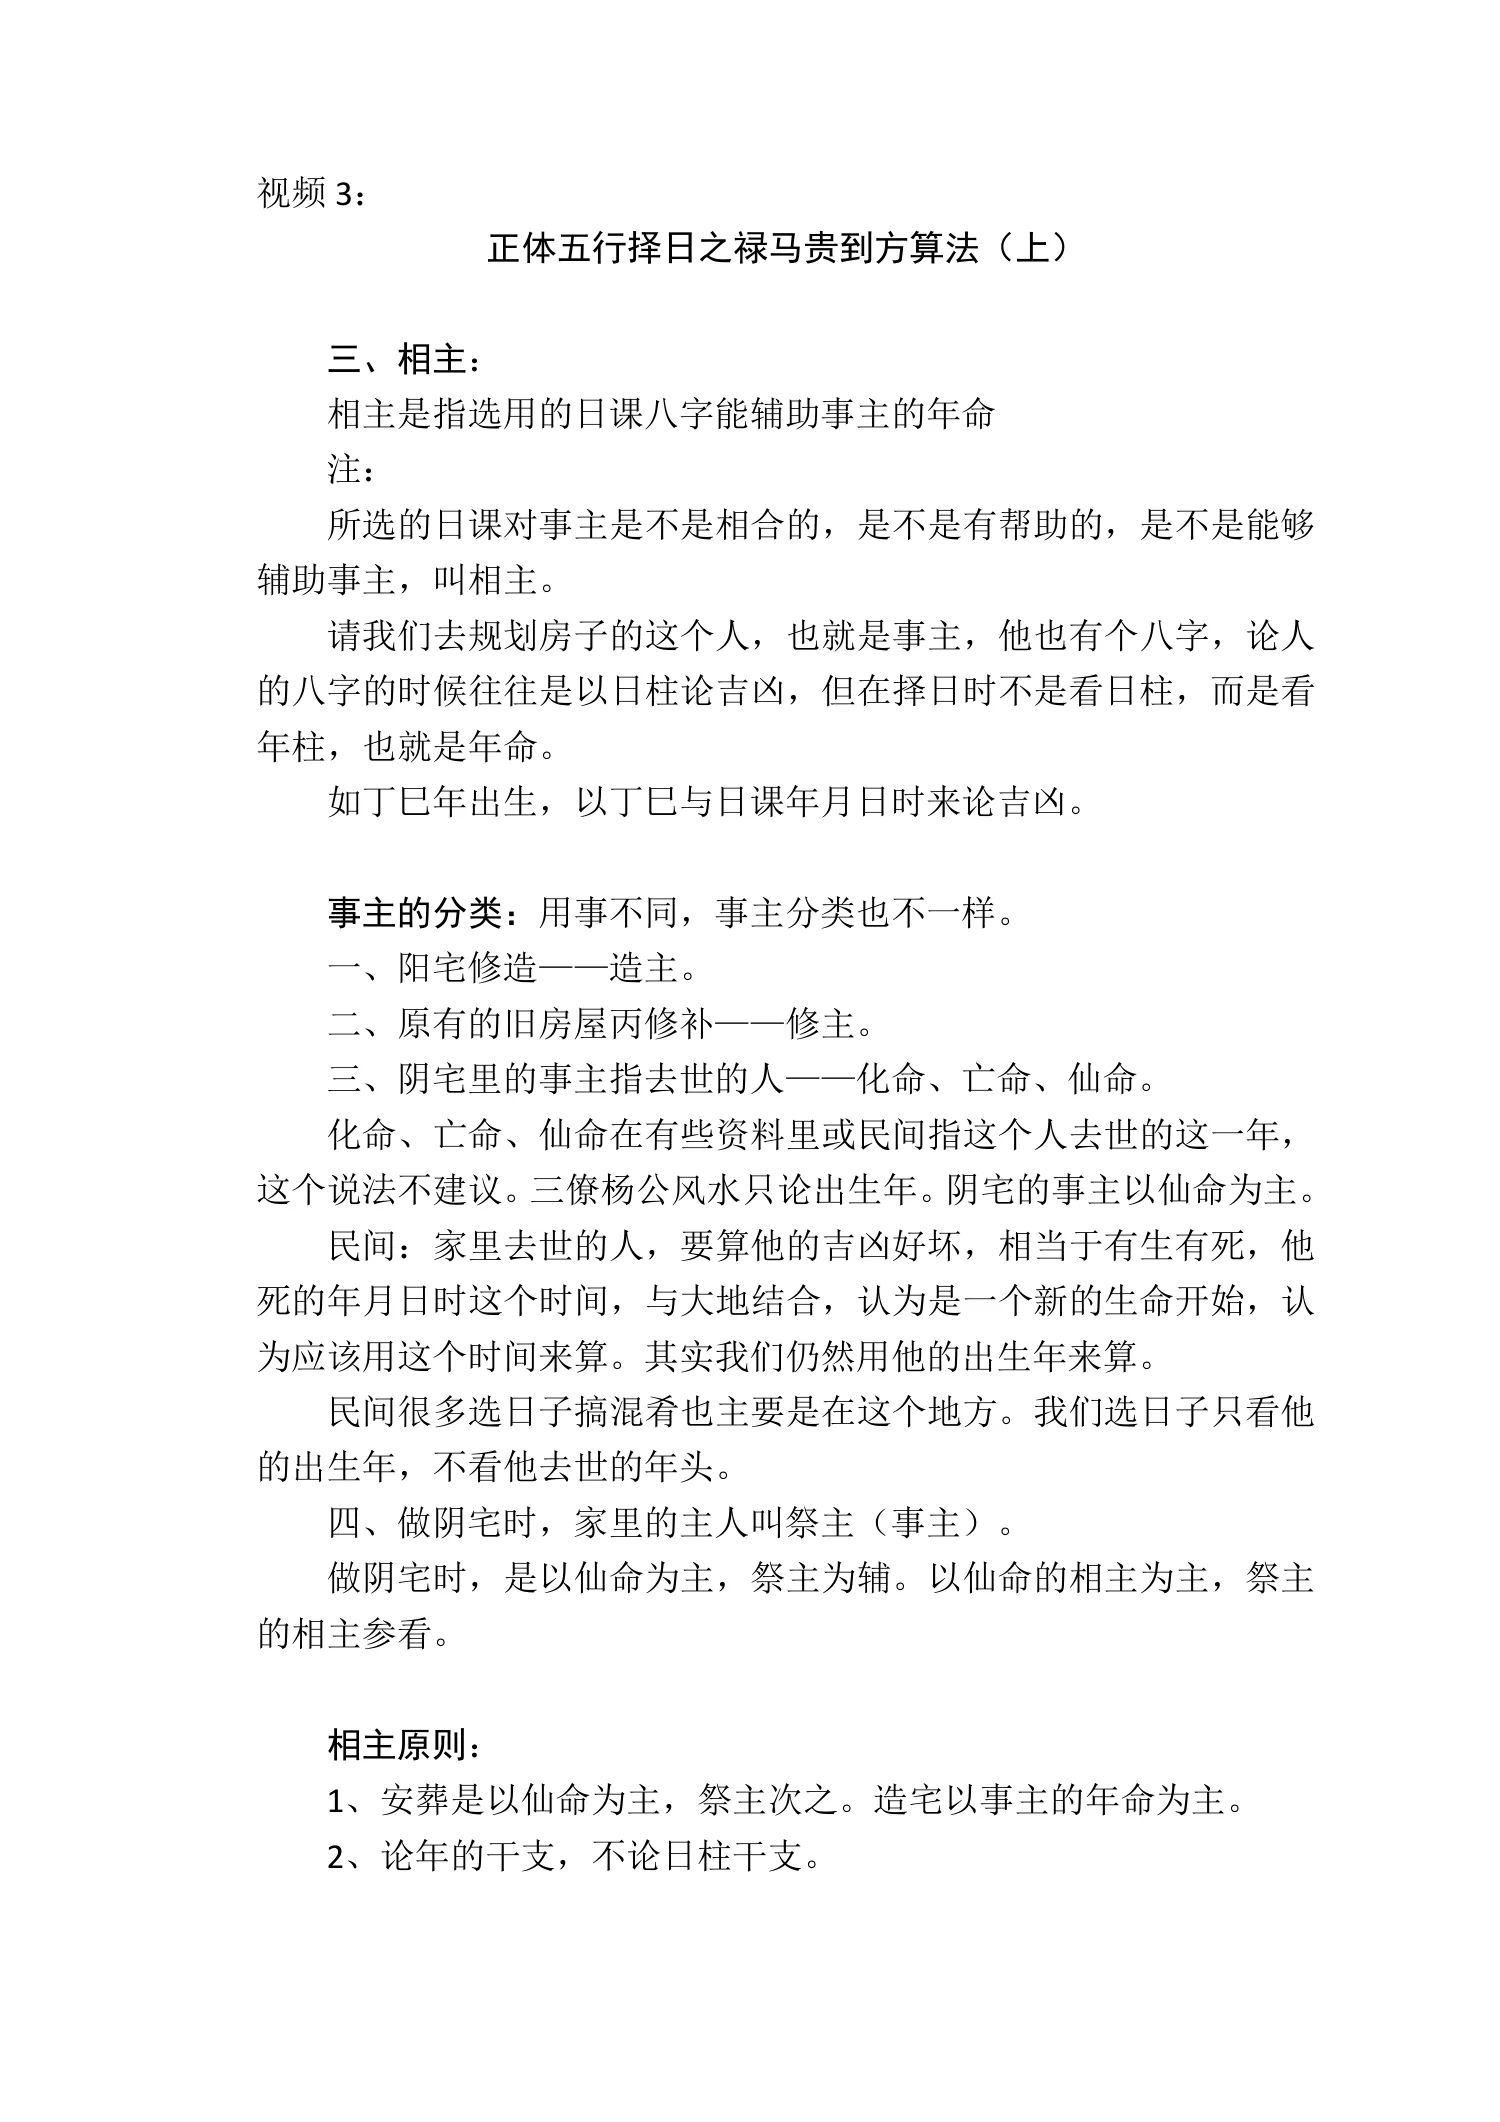 视频 3：
正体五行择日之禄马贵到方算法（上）
三、相主：
相主是指选用的日课八字能辅助事主的年命
注：
所选的日课对事主是不是相合的，是不是有帮助的，是不是能够
辅助事主，叫相主。
请我们去规划房子的这个人，也就是事主，他也有个八字，论人
的八字的时候往往是以日柱论吉凶，但在择日时不是看日柱，而是看
年柱，也就是年命。
如丁巳年出生，以丁巳与日课年月日时来论吉凶。
事主的分类：用事不同，事主分类也不一样。
一、阳宅修造——造主。
二、原有的旧房屋丙修补——修主。
三、阴宅里的事主指去世的人——化命、亡命、仙命。
化命、亡命、仙命在有些资料里或民间指这个人去世的这一年，
这个说法不建议。三僚杨公风水只论出生年。阴宅的事主以仙命为主。
民间：家里去世的人，要算他的吉凶好坏，相当于有生有死，他
死的年月日时这个时间，与大地结合，认为是一个新的生命开始，认
为应该用这个时间来算。其实我们仍然用他的出生年来算。
民间很多选日子搞混肴也主要是在这个地方。我们选日子只看他
的出生年，不看他去世的年头。
四、做阴宅时，家里的主人叫祭主（事主）。
做阴宅时，是以仙命为主，祭主为辅。以仙命的相主为主，祭主
的相主参看。
相主原则：
1、安葬是以仙命为主，祭主次之。造宅以事主的年命为主。
2、论年的干支，不论日柱干支。